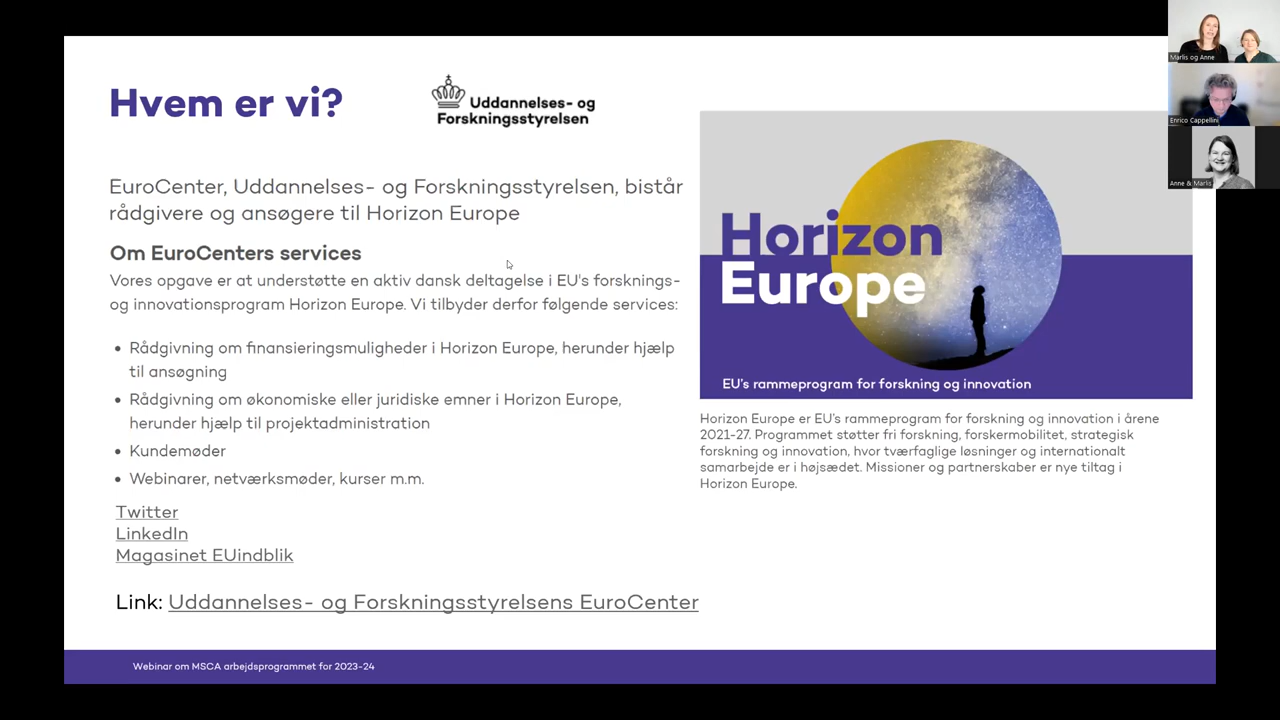 Hvem er vi?
Uddannelses- og
Forskningsstyrelsen
EuroCenter, Uddannelses- og Forskningsstyrelsen, bistår
rådgivere og ansøgere til Horizon Europe
Om EuroCenters services
Vores opgave er at understøtte en aktiv dansk deltagelse i EU's forsknings-
og innovationsprogram Horizon Europe. Vi tilbyder derfor følgende services:
• Rådgivning om finansieringsmuligheder i Horizon Europe, herunder hjælp
til ansøgning
• Rådgivning om økonomiske eller juridiske emner i Horizon Europe,
herunder hjælp til projektadministration
• Kundemøder
• Webinarer, netværksmøder, kurser m.m.
Twitter
LinkedIn
Magasinet EUindblik
Link: Uddannelses- og Forskningsstyrelsens EuroCenter
Horizon
Europe
EU's rammeprogram for forskning og innovation
Horizon Europe er EU's rammeprogram for forskning og innovation i årene
2021-27. Programmet støtter fri forskning, forskermobilitet, strategisk
forskning og innovation, hvor tværfaglige løsninger og internationalt
samarbejde er i højsædet. Missioner og partnerskaber er nye tiltag i
Horizon Europe.
Marlis og Anne
Enrico Cappellini
Anne & Marlis
Webinar om MSCA arbejdsprogrammet for 2023-24